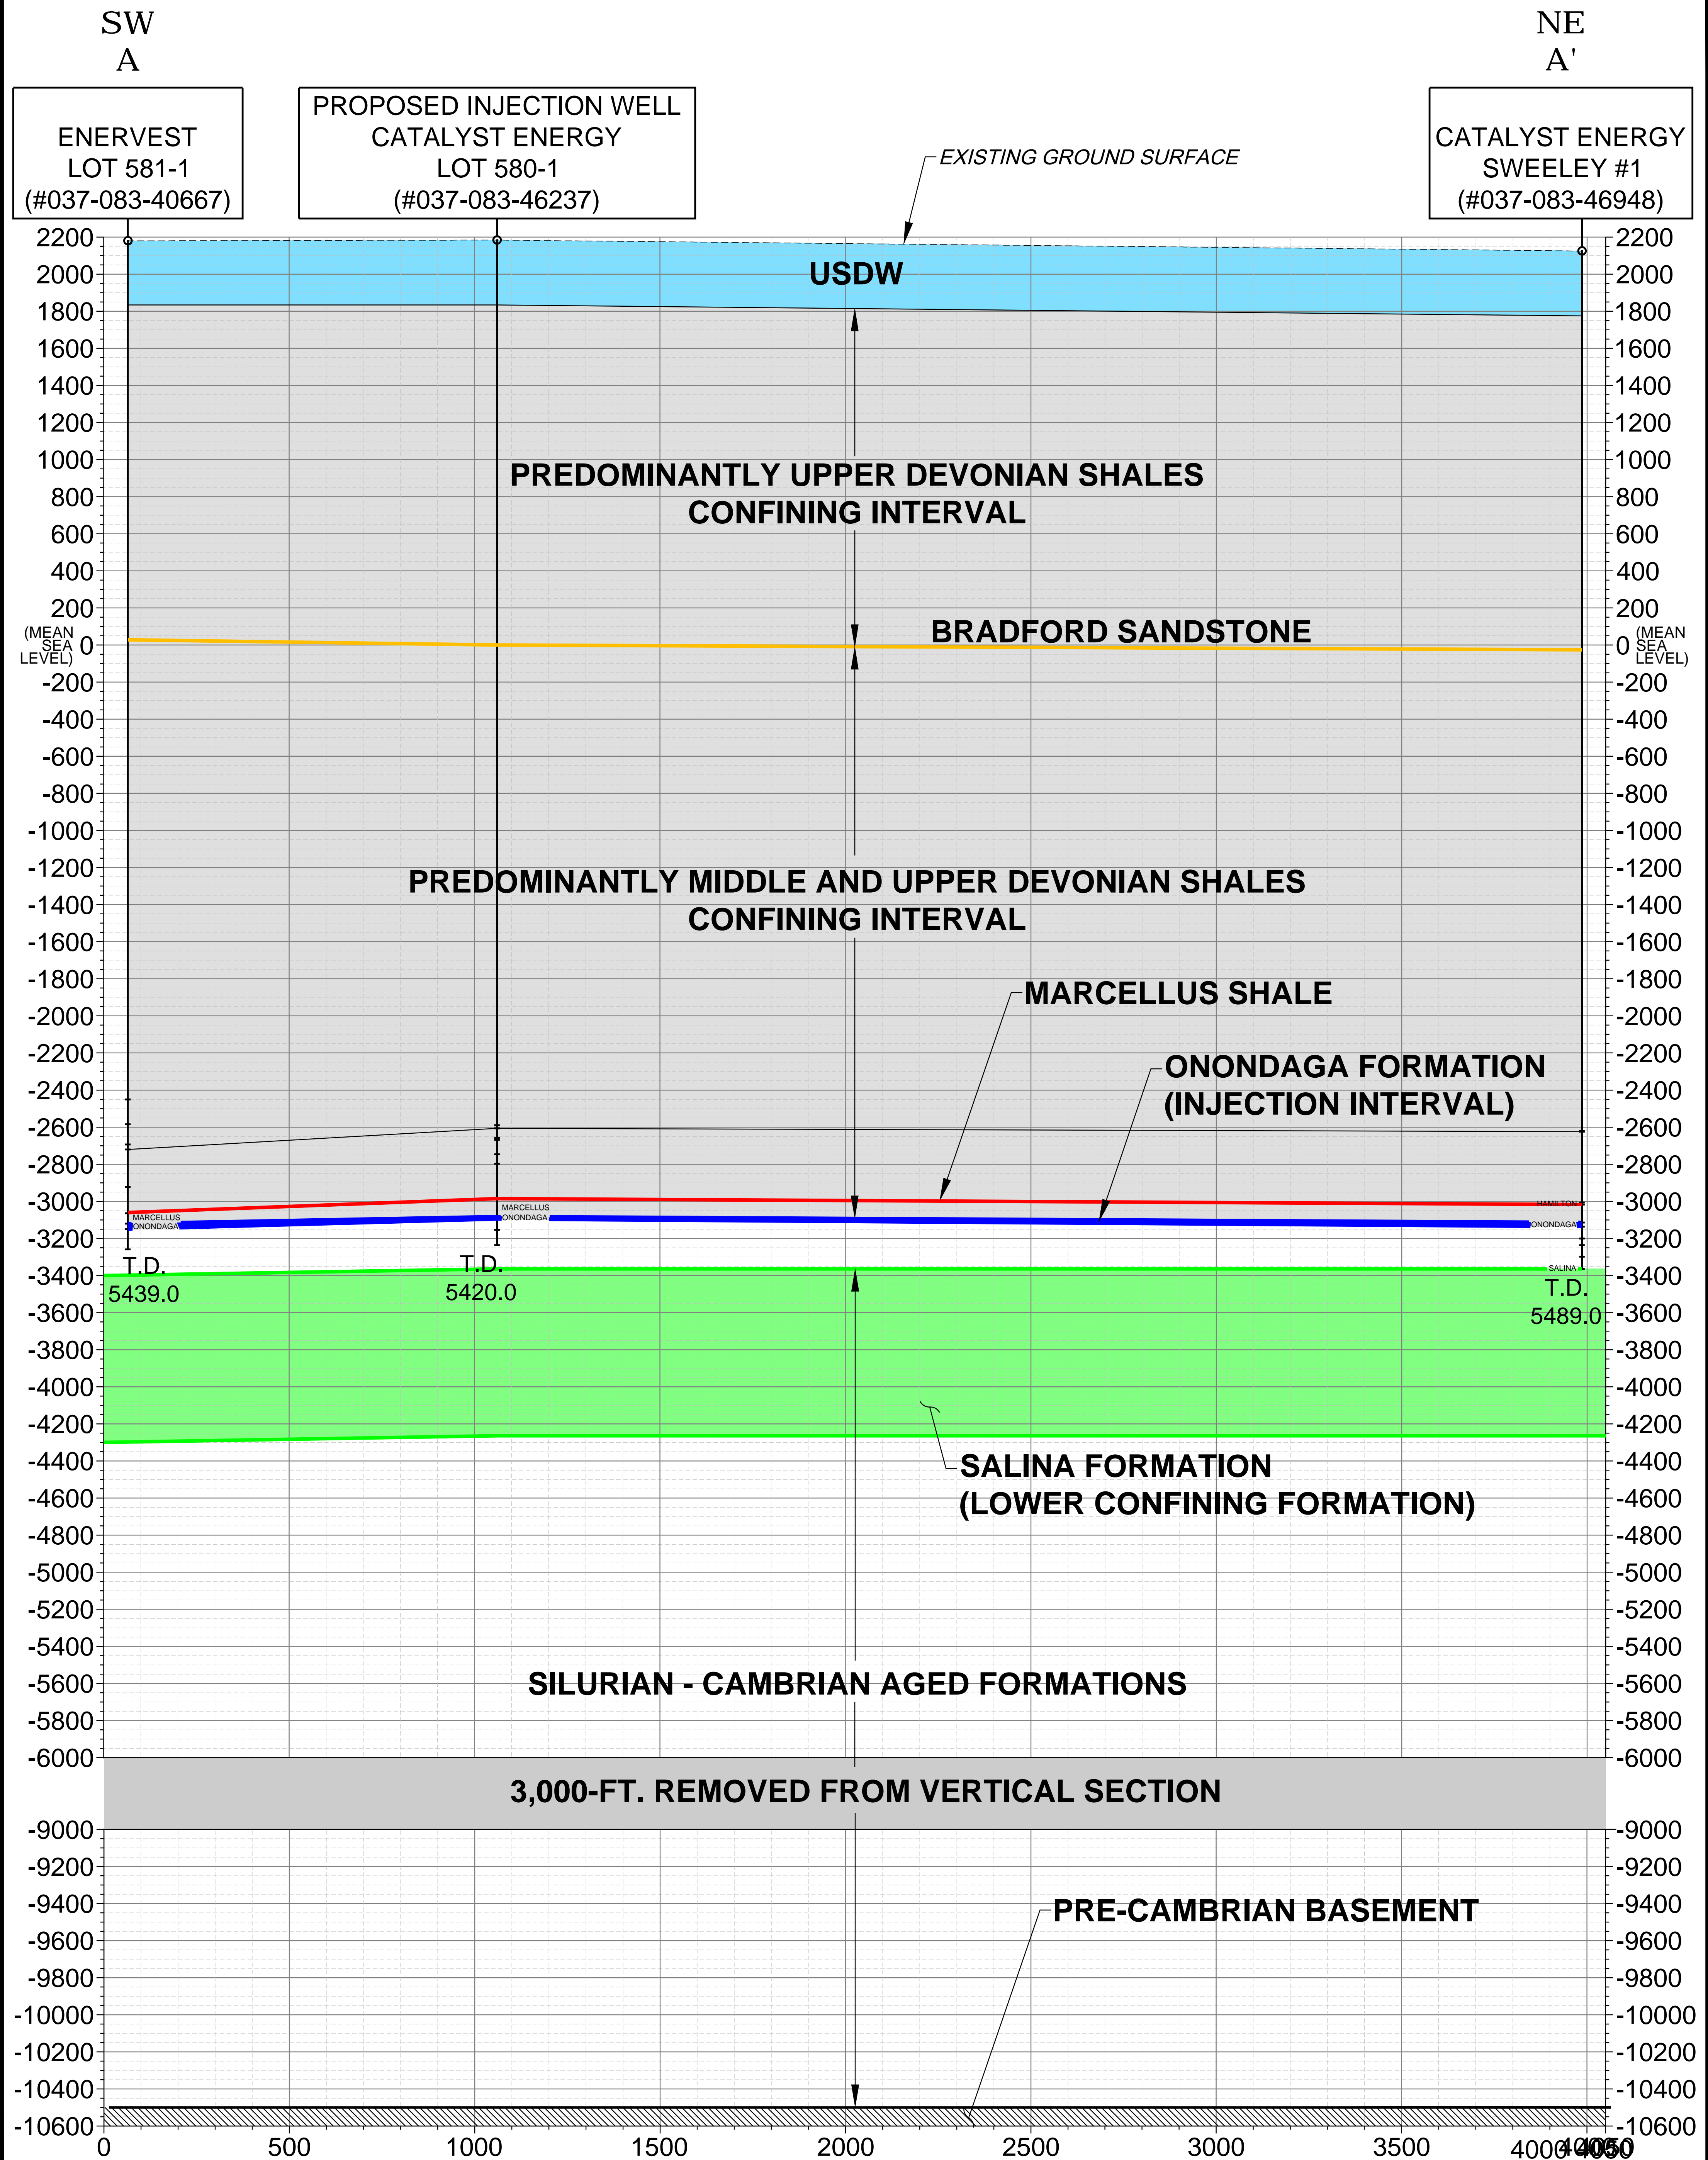 SW
A
NE
A'
ENERVEST
LOT 581-1
(#037-083-40667)
PROPOSED INJECTION WELL
CATALYST ENERGY
LOT 580-1
(#037-083-46237)
CATALYST ENERGY
SWEELEY #1
(#037-083-46948)
EXISTING GROUND SURFACE
2200 2200
2000 USDW 2000
1800 1800
1600 1600
1400 1400
1200 1200
1000 1000
PREDOMINANTLY UPPER DEVONIAN SHALES
800 800
CONFINING INTERVAL
600 600
400 400
200 200
BRADFORD SANDSTONE
(MEAN
SEA
LEVEL)
0 0
(MEAN
SEA
LEVEL)
-200 -200
-400 -400
-600 -600
-800 -800
-1000 -1000
-1200 -1200
PREDOMINANTLY MIDDLE AND UPPER DEVONIAN SHALES
-1400 -1400
CONFINING INTERVAL
-1600 -1600
-1800 -1800
MARCELLUS SHALE
-2000 -2000
-2200 -2200
ONONDAGA FORMATION
-2400 -2400
(INJECTION INTERVAL)
-2600 -2600
-2800 -2800
-3000 -3000
HAMILTON
MARCELLUS
MARCELLUS
ONONDAGA
ONONDAGA
ONONDAGA
-3200 -3200
T.D.
5439.0
T.D.
5420.0
SALINA
T.D.
5489.0
-3400 -3400
-3600 -3600
-3800 -3800
-4000 -4000
-4200 -4200
-4400 -4400
SALINA FORMATION
(LOWER CONFINING FORMATION)
-4600 -4600
-4800 -4800
-5000 -5000
-5200 -5200
-5400 -5400
-5600 -5600
SILURIAN - CAMBRIAN AGED FORMATIONS
-5800 -5800
-6000 -6000
3,000-FT. REMOVED FROM VERTICAL SECTION
-9000 -9000
-9200 -9200
-9400 -9400
PRE-CAMBRIAN BASEMENT
-9600 -9600
-9800 -9800
-10000 -10000
-10200 -10200
-10400 -10400
-10600 -10600
0 500 1000 1500 2000 2500 3000 3500 4000 4050